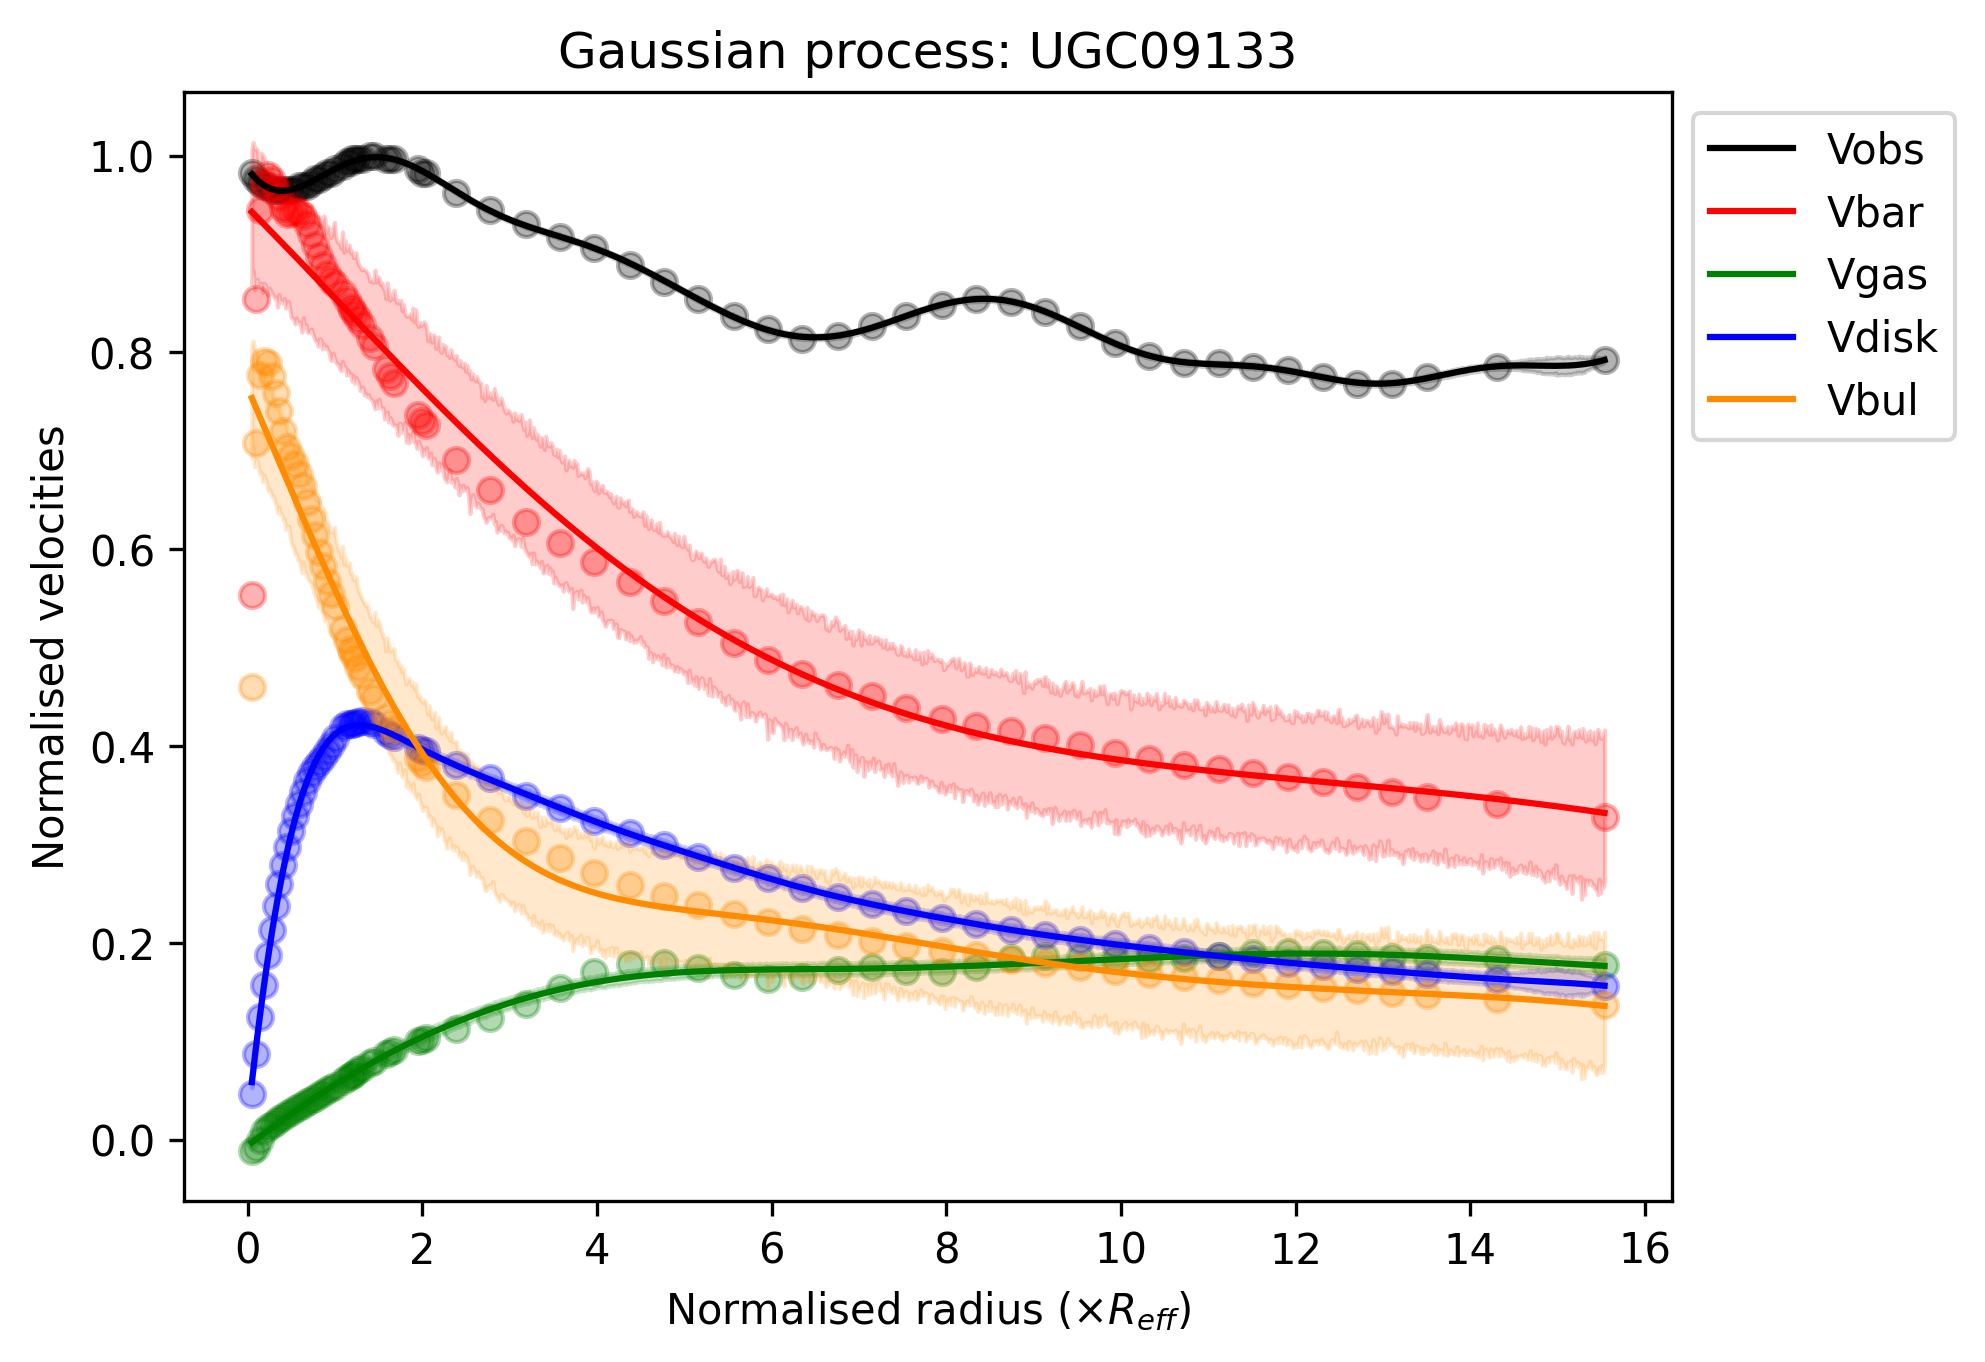 Gaussian process: UGC09133
Vobs
Vbar
Vgas
Vdisk
Vbul
Normalised velocities
1.0
0.8
0.6
0.4
0.2
0.0
0 2 4 6 8 10 12 14 16
Normalised radius (×R_eff)